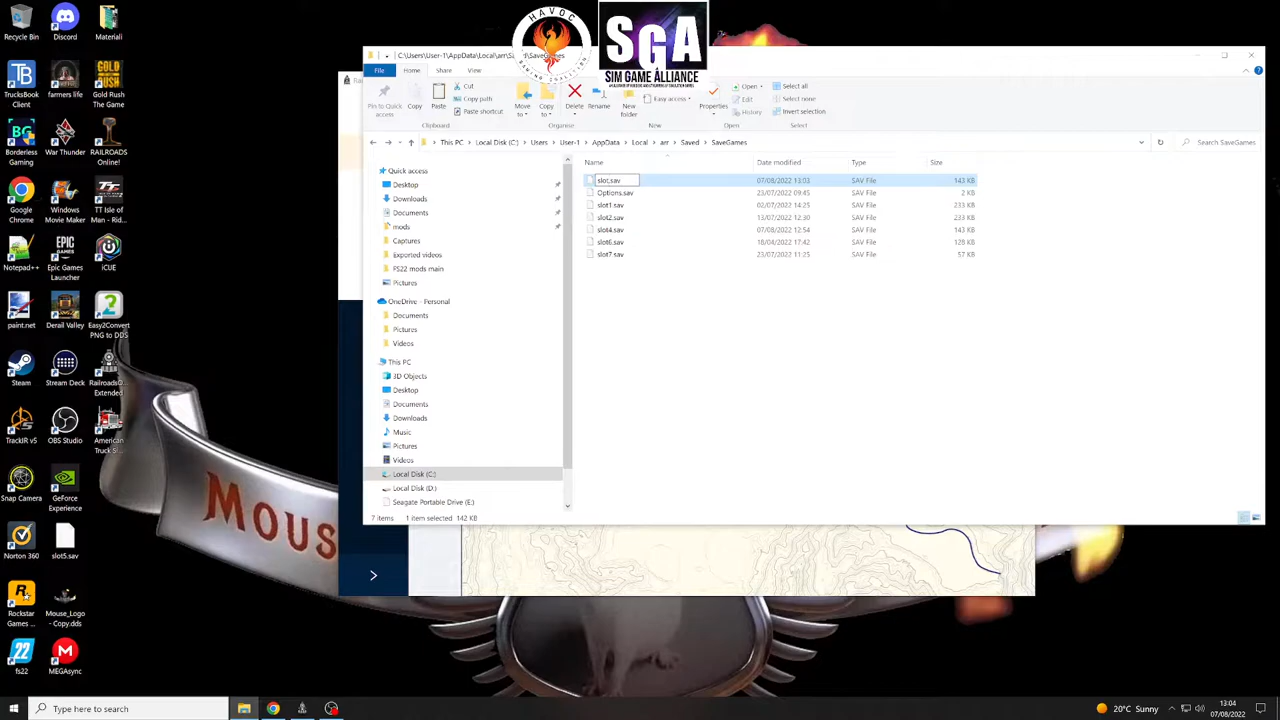 Recycle Bin
Discord
Materiali
TrucksBook Client
farmers life
Gold Rush The Game
BeamNG
War Thunder
RAILROADS Online!
Google Chrome
Windows Movie Maker
TT Isle of Man - Rid...
Notepad++
Epic Games Launcher
iCUE
paint.net
Derail Valley
Easy2Convert PNG to DDS
Steam
Stream Deck
RailroadsO... Extended
TrackIR v5
OBS Studio
American Truck Si...
Snap Camera
GeForce Experience
Norton 360
slot5.sav
Rockstar Games ...
Mouse_Logo - Copy.dds
fs22
MEGAsync
HAVOC
GAMING COALITION
SGA
SIM GAME ALLIANCE
C:\Users\User-1\AppData\Local\arr\Saved\SaveGames
File
Home
Share
View
Pin to Quick access
Copy
Paste
Cut
Copy path
Paste shortcut
Clipboard
Move to
Copy to
Delete
Rename
Organise
New folder
Easy access
New
Properties
Open
Edit
History
Open
Select all
Select none
Invert selection
Select
This PC
Local Disk (C:)
Users
User-1
AppData
Local
arr
Saved
SaveGames
Search SaveGames
Quick access
Desktop
Downloads
Documents
mods
Captures
Exported videos
FS22 mods main
Pictures
OneDrive - Personal
Documents
Pictures
Videos
This PC
3D Objects
Desktop
Documents
Downloads
Music
Pictures
Videos
Local Disk (C:)
Local Disk (D:)
Seagate Portable Drive (E:)
Name Date modified Type Size
slot.sav 07/08/2022 13:03 SAV File 143 KB
Options.sav 23/07/2022 09:45 SAV File 2 KB
slot1.sav 02/07/2022 14:25 SAV File 233 KB
slot2.sav 13/07/2022 12:30 SAV File 233 KB
slot4.sav 07/08/2022 12:54 SAV File 143 KB
slot6.sav 18/04/2022 17:42 SAV File 128 KB
slot7.sav 23/07/2022 11:25 SAV File 57 KB
7 items 1 item selected 142 KB
MOUS
Type here to search
20°C Sunny
13:04
07/08/2022